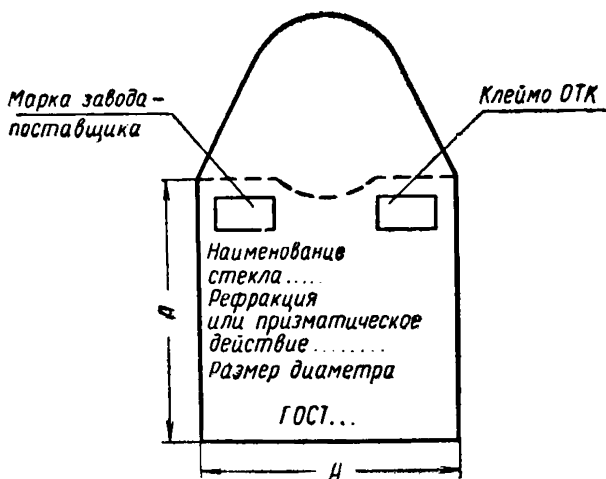 Марка завода-
поставщика
Клеймо ОТК
Наименование
стекла.....
Рефракция
или призматическое
действие........
Размер диаметра
ГОСТ...
А
А